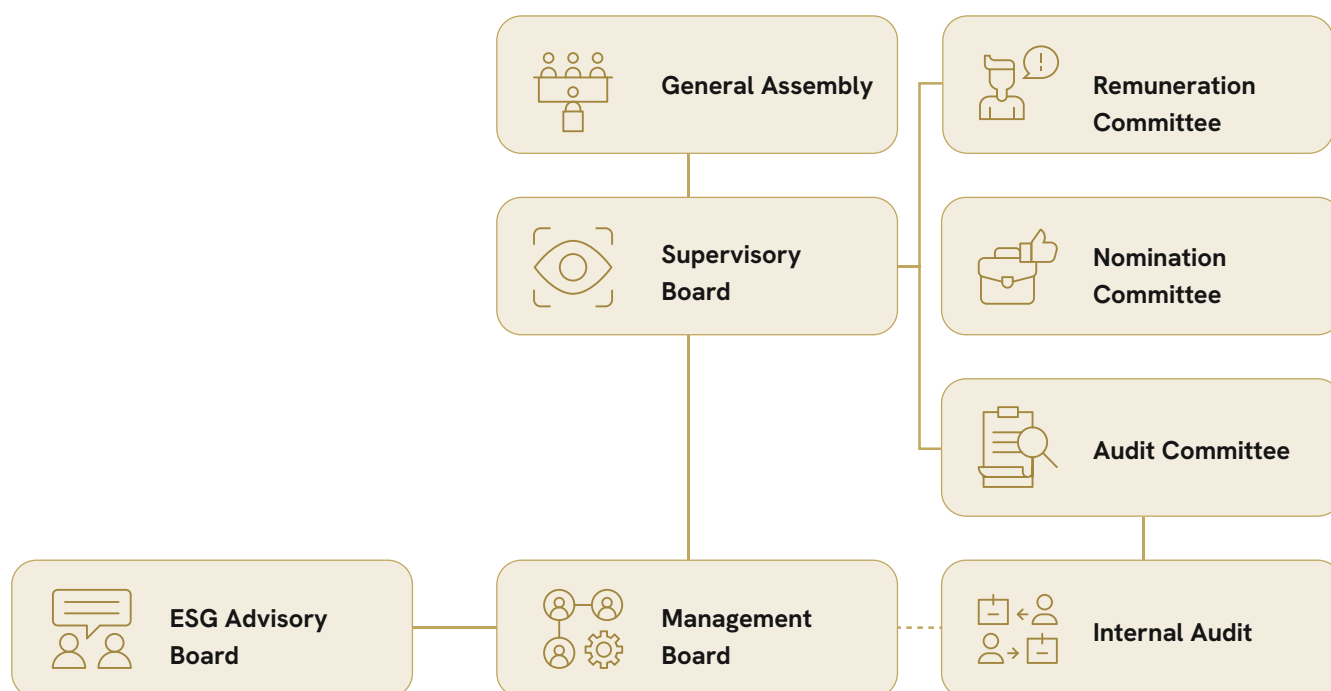 General Assembly
Remuneration
Committee
Supervisory
Board
Nomination
Committee
Audit Committee
ESG Advisory
Board
Management
Board
Internal Audit